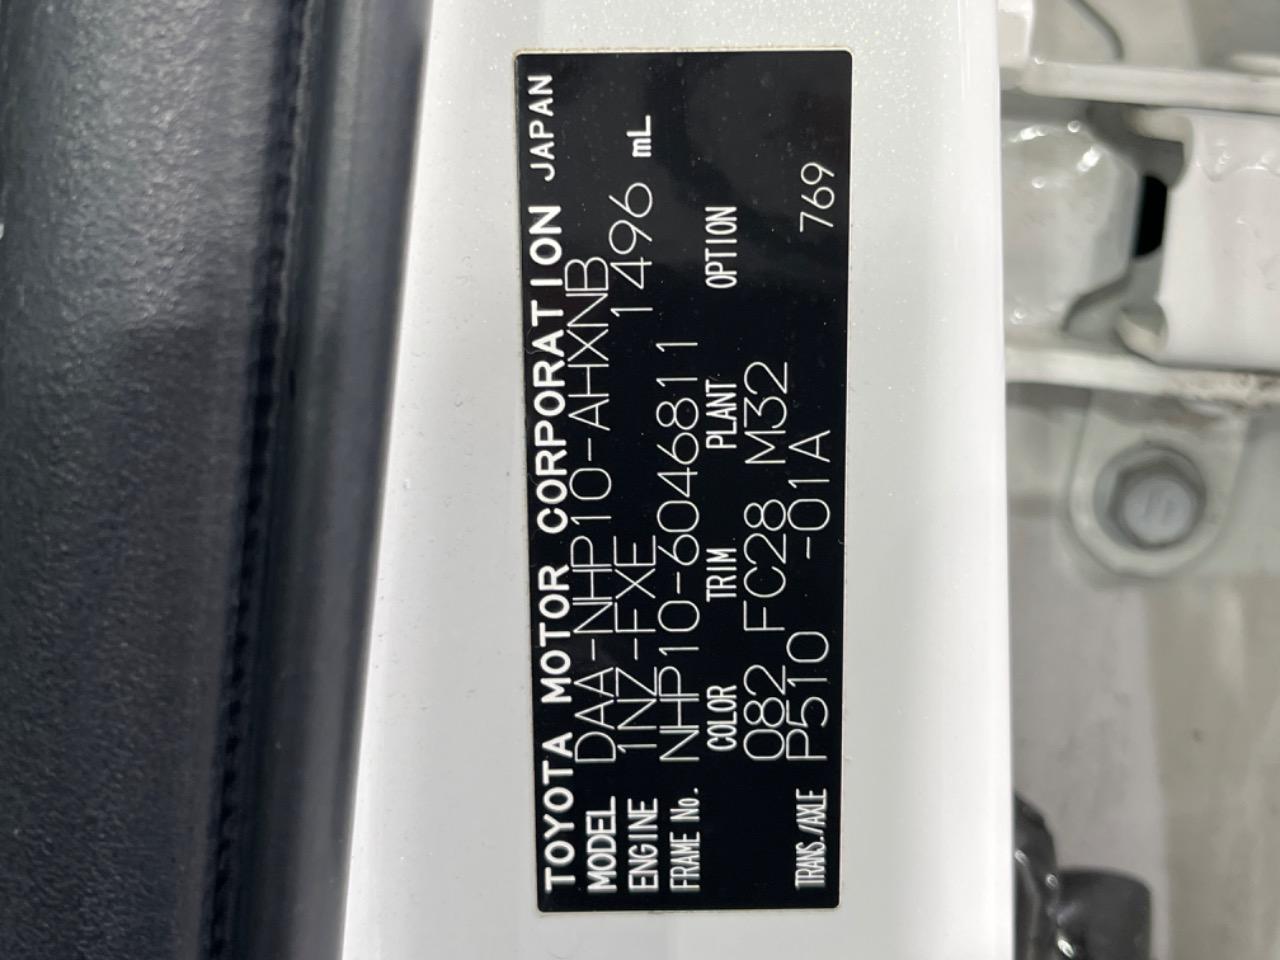 TOYOTA MOTOR CORPORATION JAPAN
MODEL DAA-NHP10-AHXNB
ENGINE 1NZ-FXE 1496 mL
FRAME No. NHP10-6046811
COLOR TRIM PLANT OPTION
082 FC28 M32
TRANS./AXLE P510 -01A 769